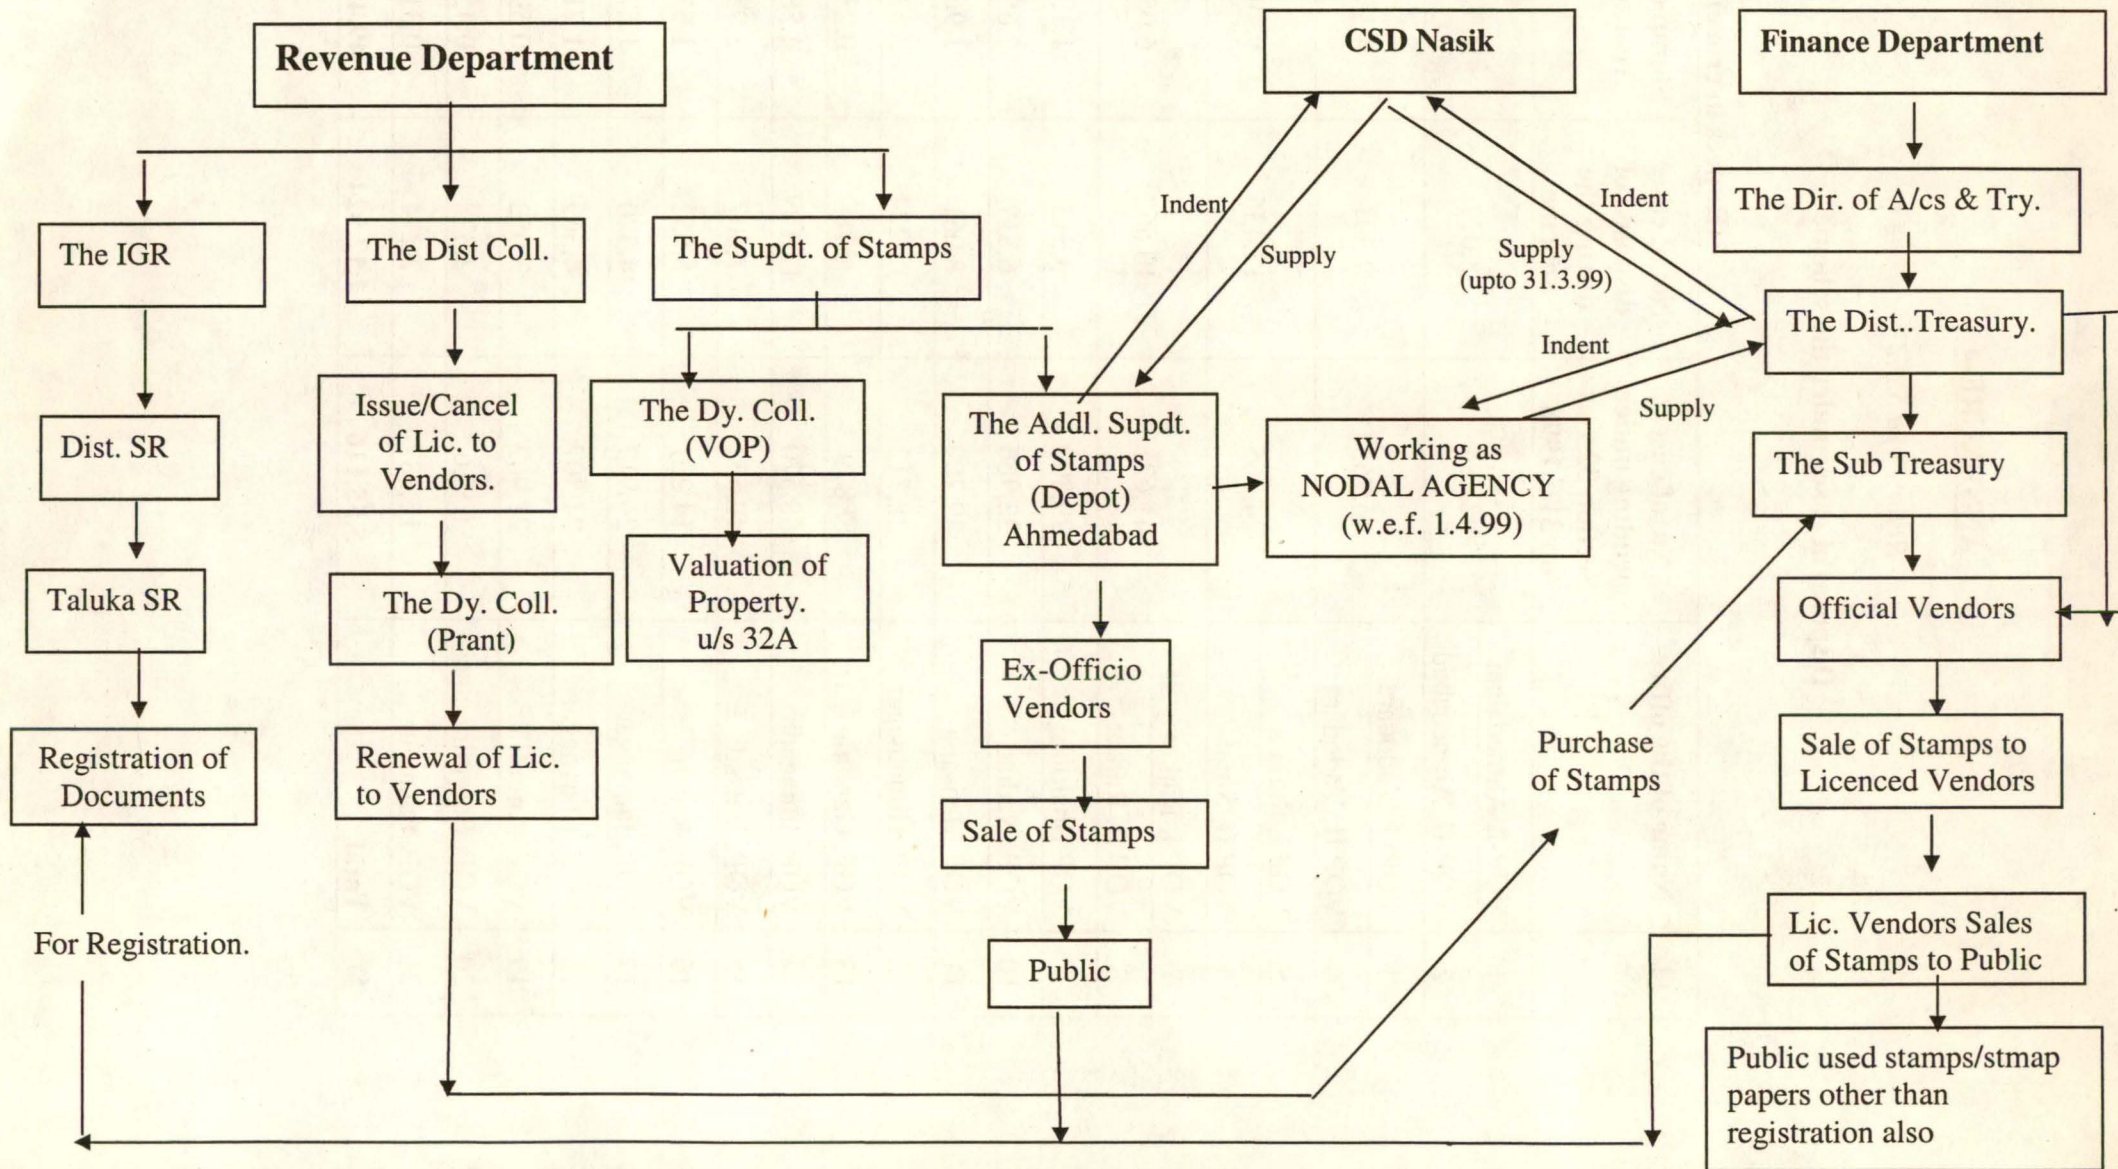 Revenue Department
CSD Nasik
Finance Department
The IGR
The Dist Coll.
The Supdt. of Stamps
Indent
Supply
Supply
(upto 31.3.99)
Indent
The Dir. of A/cs & Try.
The Dist..Treasury.
Indent
Supply
Dist. SR
Issue/Cancel
of Lic. to
Vendors.
The Dy. Coll.
(VOP)
The Addl. Supdt.
of Stamps
(Depot)
Ahmedabad
Working as
NODAL AGENCY
(w.e.f. 1.4.99)
The Sub Treasury
Taluka SR
The Dy. Coll.
(Prant)
Valuation of
Property.
u/s 32A
Ex-Officio
Vendors
Official Vendors
Registration of
Documents
Renewal of Lic.
to Vendors
Sale of Stamps
Purchase
of Stamps
Sale of Stamps to
Licenced Vendors
For Registration.
Public
Lic. Vendors Sales
of Stamps to Public
Public used stamps/stmap
papers other than
registration also